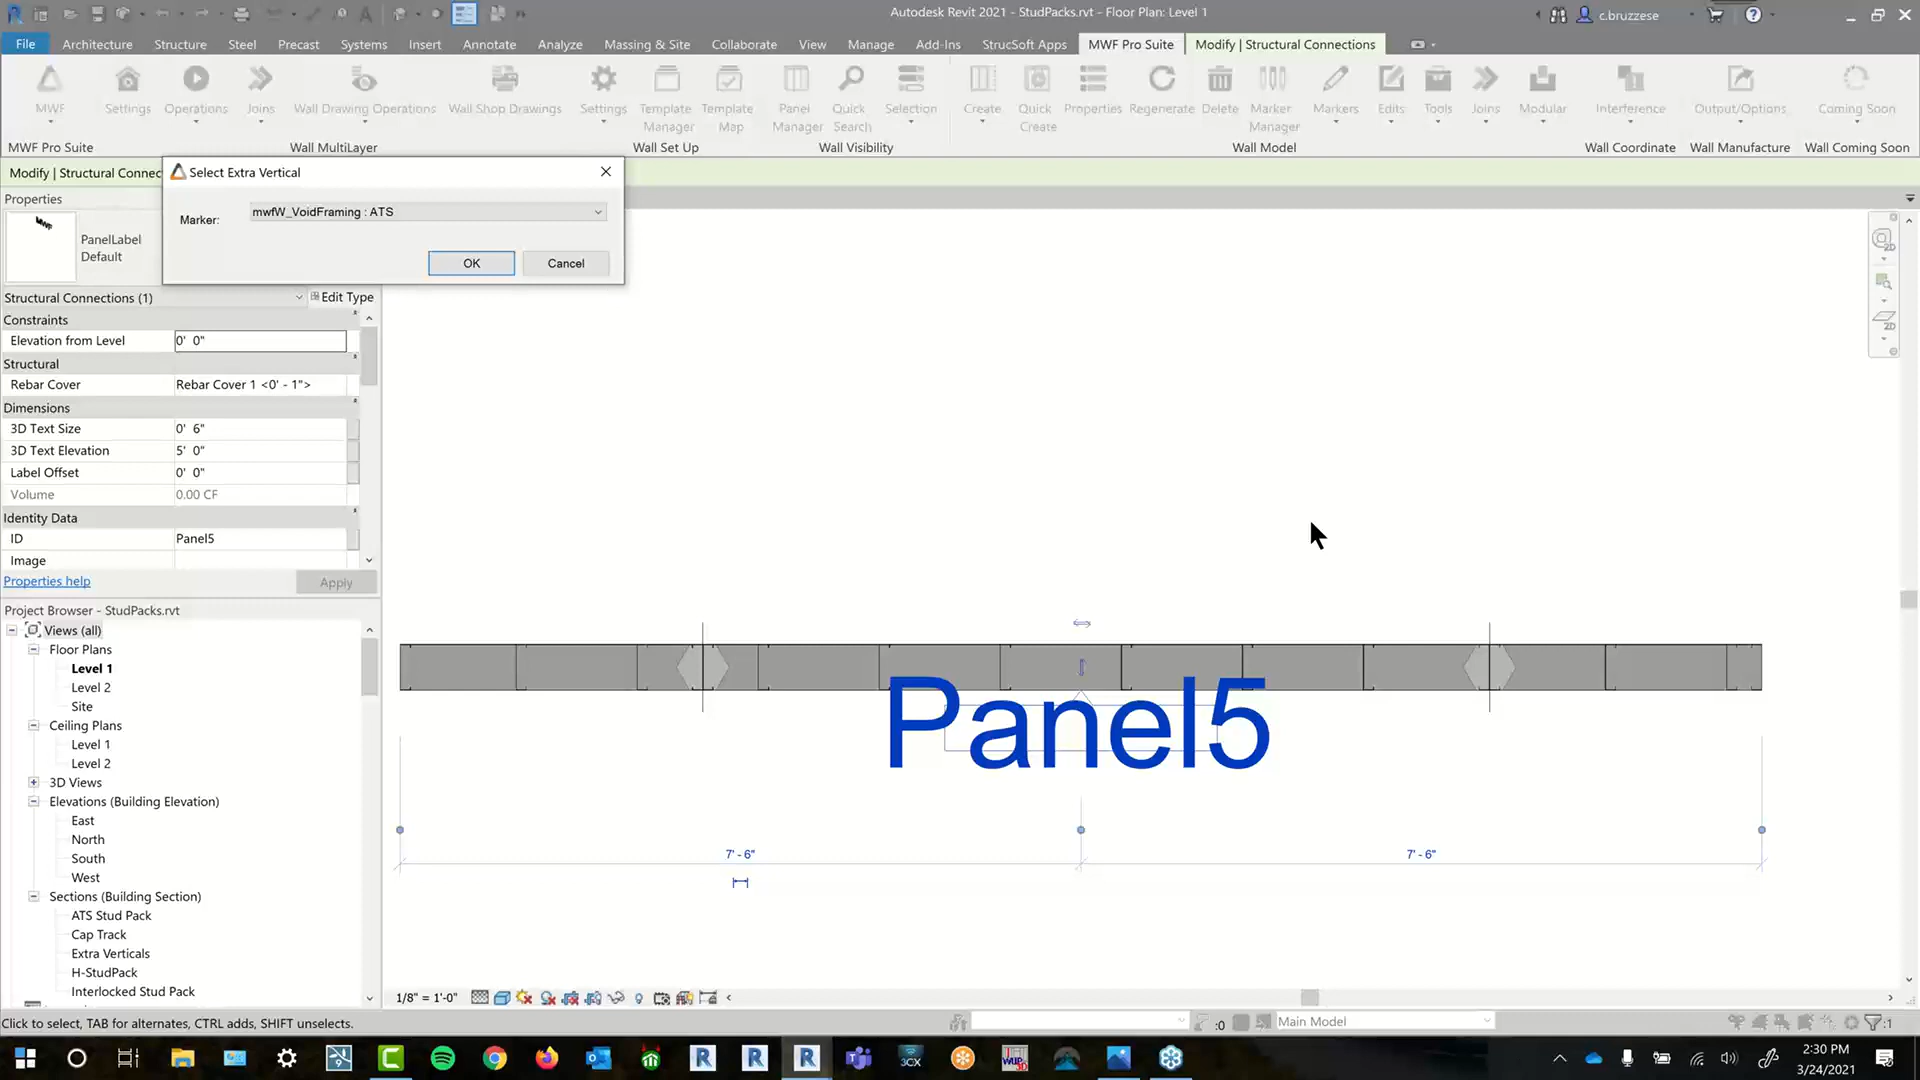 Autodesk Revit 2021 - StudPacks.rvt - Floor Plan: Level 1
c.bruzzese
File
Architecture
Structure
Steel
Precast
Systems
Insert
Annotate
Analyze
Massing & Site
Collaborate
View
Manage
Add-Ins
StrucSoft Apps
MWF Pro Suite
Modify | Structural Connections
MWF
Settings
Operations
Joins
Wall Drawing Operations
Wall Shop Drawings
Settings
Template Manager
Template Map
Panel Manager
Quick Search
Selection
Create
Quick Create
Properties
Regenerate
Delete
Marker Manager
Markers
Edits
Tools
Joins
Modular
Interference
Output/Options
Coming Soon
MWF Pro Suite
Wall MultiLayer
Wall Set Up
Wall Visibility
Wall Model
Wall Coordinate
Wall Manufacture
Wall Coming Soon
Modify | Structural Connec
Select Extra Vertical
Marker:
mwfW_VoidFraming : ATS
OK
Cancel
Properties
PanelLabel
Default
Structural Connections (1)
Edit Type
Constraints
Elevation from Level
0' 0"
Structural
Rebar Cover
Rebar Cover 1 <0' - 1">
Dimensions
3D Text Size
0' 6"
3D Text Elevation
5' 0"
Label Offset
0' 0"
Volume
0.00 CF
Identity Data
ID
Panel5
Image
Properties help
Apply
Project Browser - StudPacks.rvt
Views (all)
Floor Plans
Level 1
Level 2
Site
Ceiling Plans
Level 1
Level 2
3D Views
Elevations (Building Elevation)
East
North
South
West
Sections (Building Section)
ATS Stud Pack
Cap Track
Extra Verticals
H-StudPack
Interlocked Stud Pack
2D
2D
Panel5
7' - 6"
7' - 6"
1/8" = 1'-0"
Click to select, TAB for alternates, CTRL adds, SHIFT unselects.
:0
Main Model
:1
3CX
2:30 PM
3/24/2021